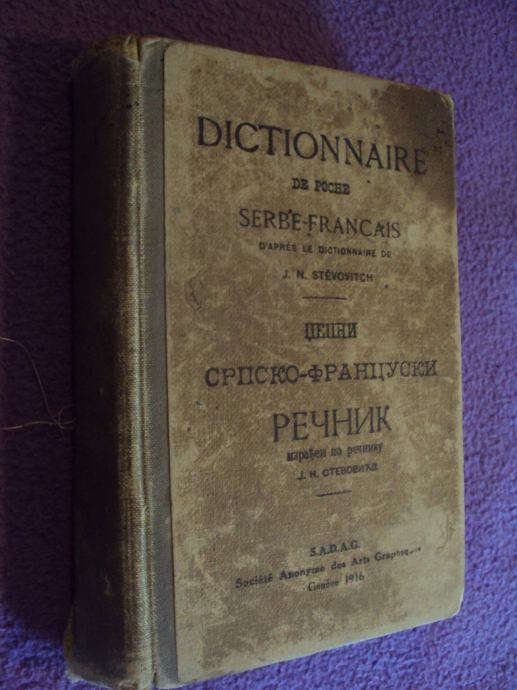 DICTIONNAIRE
DE POCHE
SERBE-FRANÇAIS
D'APRÈS LE DICTIONNAIRE DE
J. N. STÉVOVITCH
ЏЕПНИ
СРПСКО-ФРАНЦУСКИ
РЕЧНИК
израђен по речнику
Ј. Н. СТЕВОВИЋА
S.A.D.A.G.
Société Anonyme des Arts Graphiques
Genève 1916